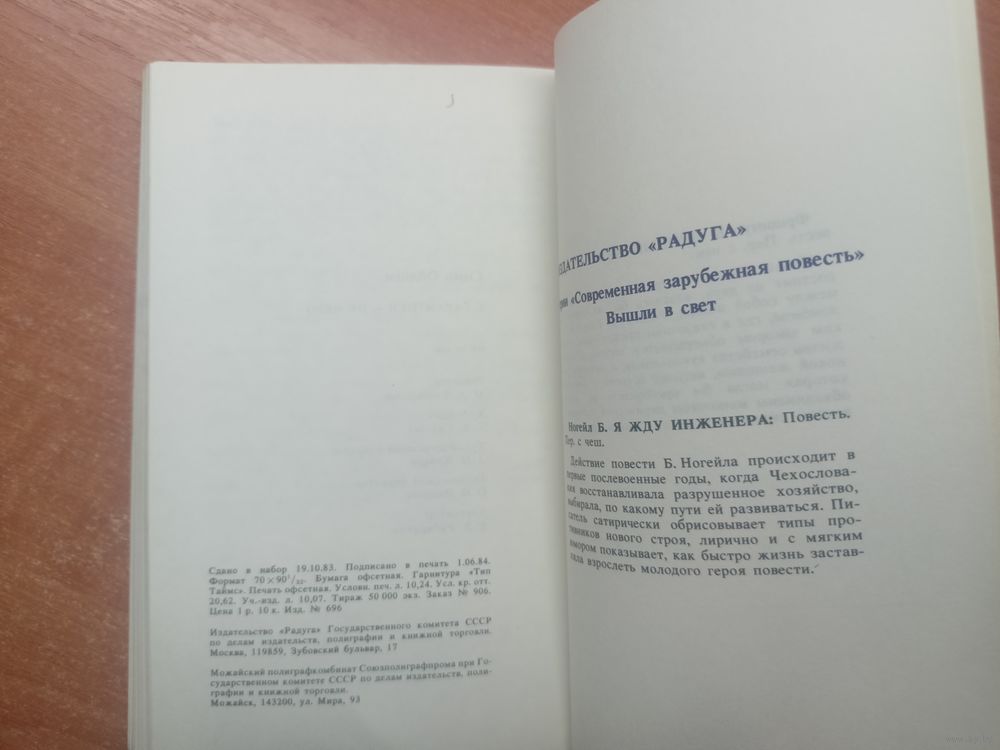 Сдано в набор 19.10.83. Подписано в печать 1.06.84.
Формат 70×90¹/₃₂. Бумага офсетная. Гарнитура «Тип
Таймс». Печать офсетная. Условн. печ. л. 10,24. Усл. кр. отт.
20,62. Уч.-изд. л. 10,07. Тираж 50 000 экз. Заказ № 906.
Цена 1 р. 10 к. Изд. № 696
Издательство «Радуга» Государственного комитета СССР
по делам издательств, полиграфии и книжной торговли.
Москва, 119859, Зубовский бульвар, 17
Можайский полиграфкомбинат Союзполиграфпрома при Го-
сударственном комитете СССР по делам издательств, поли-
графии и книжной торговли.
Можайск, 143200, ул. Мира, 93
ЗДАТЕЛЬСТВО «РАДУГА»
рии «Современная зарубежная повесть»
Вышли в свет
Ногейл Б. Я ЖДУ ИНЖЕНЕРА: Повесть.
Пер. с чеш.
Действие повести Б. Ногейла происходит в
первые послевоенные годы, когда Чехослова-
кия восстанавливала разрушенное хозяйство,
выбирала, по какому пути ей развиваться. Пи-
сатель сатирически обрисовывает типы про-
тивников нового строя, лирично и с мягким
юмором показывает, как быстро жизнь застав-
ляла взрослеть молодого героя повести.